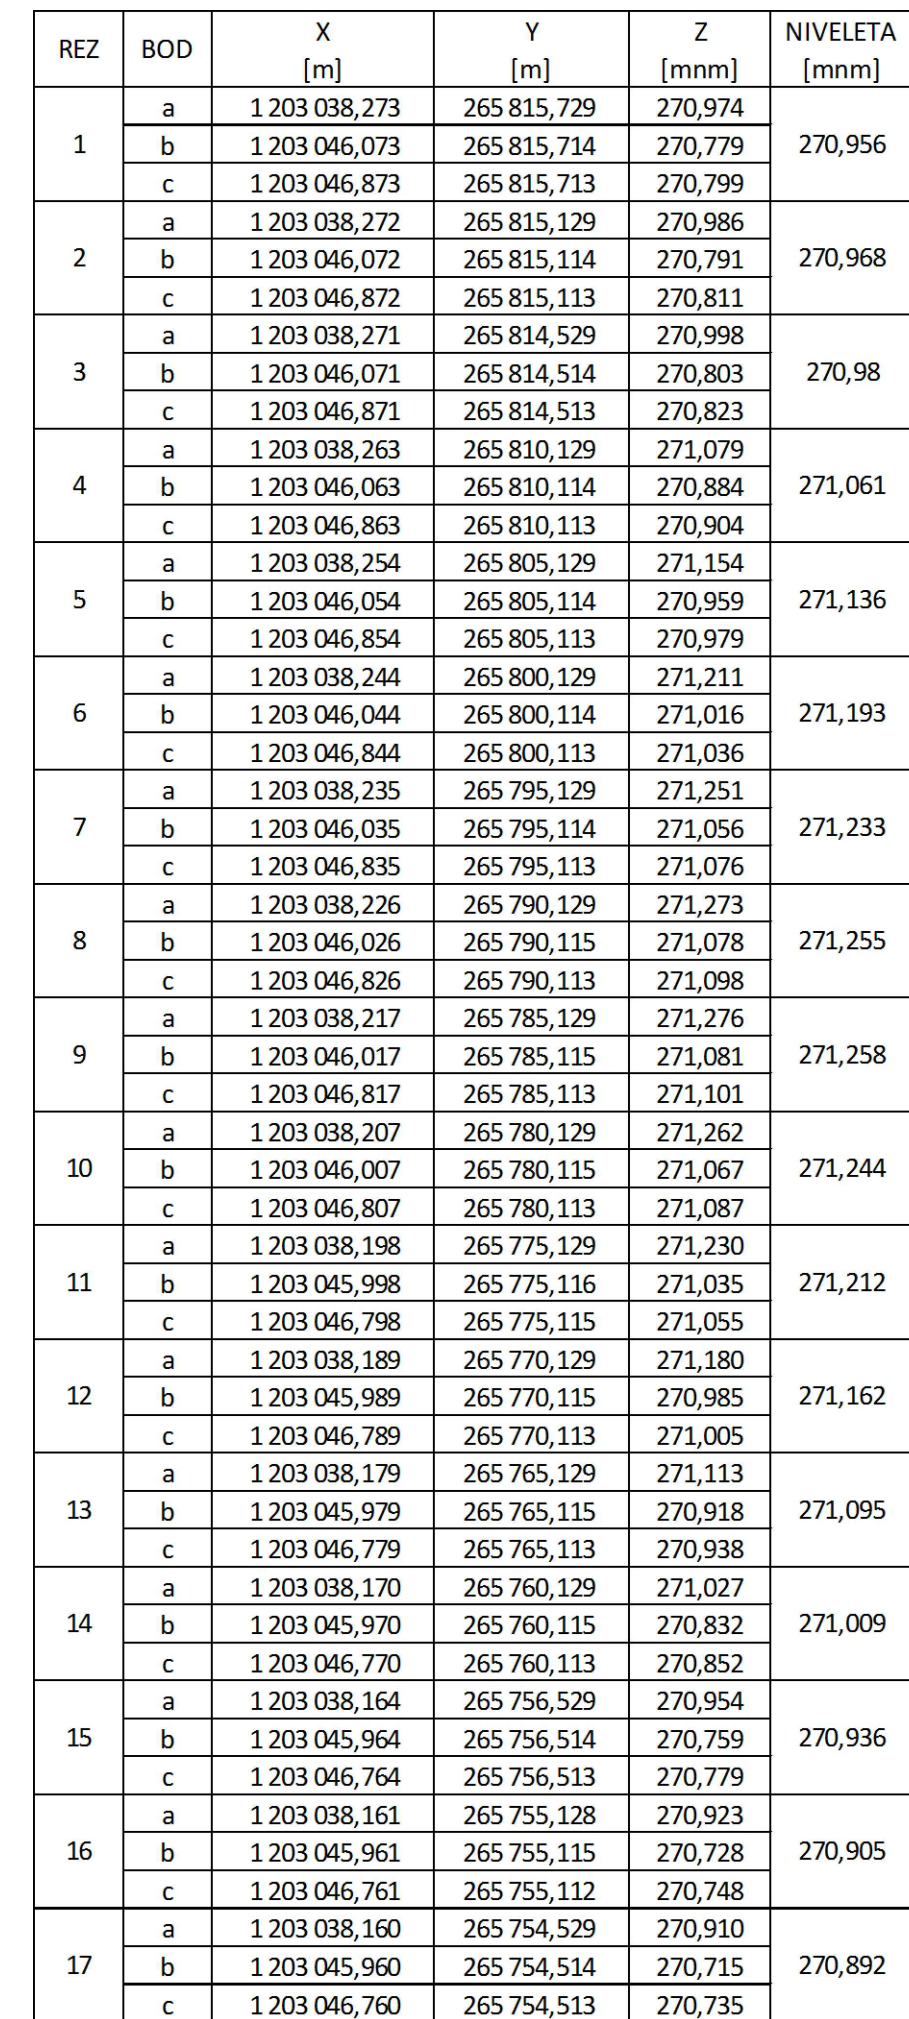 REZ BOD X Y Z NIVELETA
[m] [m] [mnm] [mnm]
a 1 203 038,273 265 815,729 270,974
1 b 1 203 046,073 265 815,714 270,779 270,956
c 1 203 046,873 265 815,713 270,799
a 1 203 038,272 265 815,129 270,986
2 b 1 203 046,072 265 815,114 270,791 270,968
c 1 203 046,872 265 815,113 270,811
a 1 203 038,271 265 814,529 270,998
3 b 1 203 046,071 265 814,514 270,803 270,98
c 1 203 046,871 265 814,513 270,823
a 1 203 038,263 265 810,129 271,079
4 b 1 203 046,063 265 810,114 270,884 271,061
c 1 203 046,863 265 810,113 270,904
a 1 203 038,254 265 805,129 271,154
5 b 1 203 046,054 265 805,114 270,959 271,136
c 1 203 046,854 265 805,113 270,979
a 1 203 038,244 265 800,129 271,211
6 b 1 203 046,044 265 800,114 271,016 271,193
c 1 203 046,844 265 800,113 271,036
a 1 203 038,235 265 795,129 271,251
7 b 1 203 046,035 265 795,114 271,056 271,233
c 1 203 046,835 265 795,113 271,076
a 1 203 038,226 265 790,129 271,273
8 b 1 203 046,026 265 790,115 271,078 271,255
c 1 203 046,826 265 790,113 271,098
a 1 203 038,217 265 785,129 271,276
9 b 1 203 046,017 265 785,115 271,081 271,258
c 1 203 046,817 265 785,113 271,101
a 1 203 038,207 265 780,129 271,262
10 b 1 203 046,007 265 780,115 271,067 271,244
c 1 203 046,807 265 780,113 271,087
a 1 203 038,198 265 775,129 271,230
11 b 1 203 045,998 265 775,116 271,035 271,212
c 1 203 046,798 265 775,115 271,055
a 1 203 038,189 265 770,129 271,180
12 b 1 203 045,989 265 770,115 270,985 271,162
c 1 203 046,789 265 770,113 271,005
a 1 203 038,179 265 765,129 271,113
13 b 1 203 045,979 265 765,115 270,918 271,095
c 1 203 046,779 265 765,113 270,938
a 1 203 038,170 265 760,129 271,027
14 b 1 203 045,970 265 760,115 270,832 271,009
c 1 203 046,770 265 760,113 270,852
a 1 203 038,164 265 756,529 270,954
15 b 1 203 045,964 265 756,514 270,759 270,936
c 1 203 046,764 265 756,513 270,779
a 1 203 038,161 265 755,128 270,923
16 b 1 203 045,961 265 755,115 270,728 270,905
c 1 203 046,761 265 755,112 270,748
a 1 203 038,160 265 754,529 270,910
17 b 1 203 045,960 265 754,514 270,715 270,892
c 1 203 046,760 265 754,513 270,735